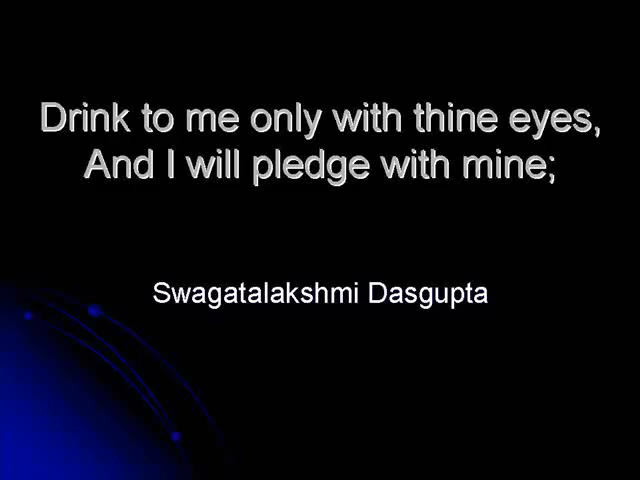 Drink to me only with thine eyes,
And I will pledge with mine;
Swagatalakshmi Dasgupta